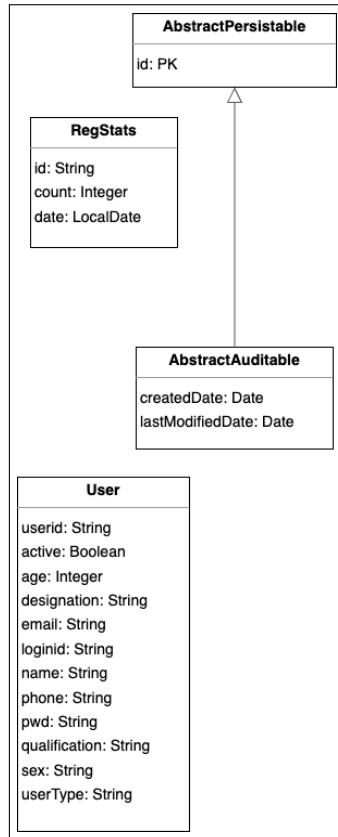 AbstractPersistable
id: PK
RegStats
id: String
count: Integer
date: LocalDate
AbstractAuditable
createdDate: Date
lastModifiedDate: Date
User
userid: String
active: Boolean
age: Integer
designation: String
email: String
loginid: String
name: String
phone: String
pwd: String
qualification: String
sex: String
userType: String